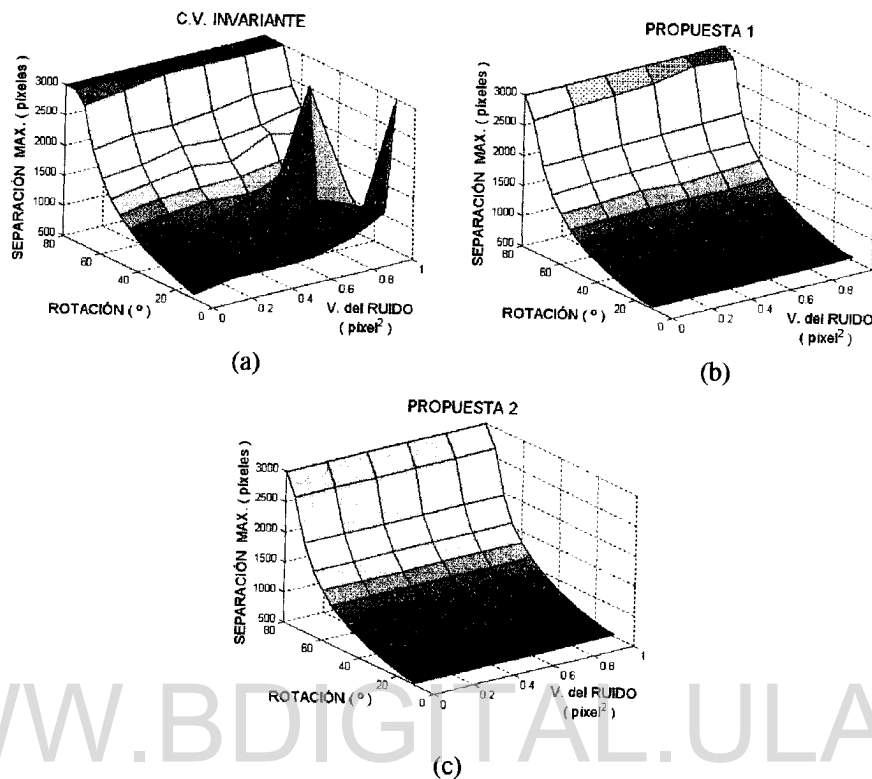 C.V. INVARIANTE
SEPARACIÓN MAX. ( pixeles )
3000
2500
2000
1500
1000
500
80
60
40
20
0
ROTACIÓN ( º )
0
0.2
0.4
0.6
0.8
1
V. del RUIDO
( pixel² )
(a)
PROPUESTA 1
SEPARACIÓN MAX. ( pixeles )
3000
2500
2000
1500
1000
500
80
60
40
20
0
ROTACIÓN ( º )
0
0.2
0.4
0.6
0.8
V. del RUIDO
( pixel² )
(b)
PROPUESTA 2
SEPARACIÓN MAX. ( pixeles )
3000
2500
2000
1500
1000
500
80
60
40
20
0
ROTACIÓN ( º )
0
0.2
0.4
0.6
0.8
1
V. del RUIDO
( pixel² )
(c)
WW.BDIGITAL.ULA